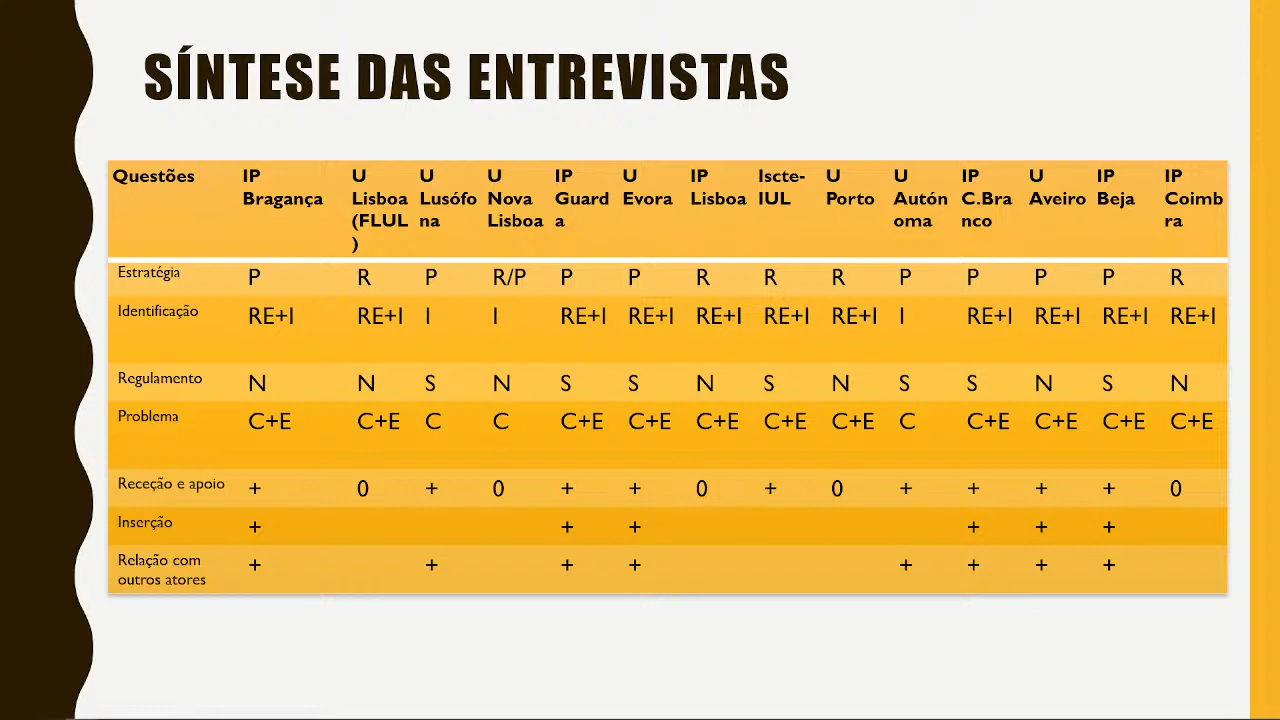 SÍNTESE DAS ENTREVISTAS
Questões IP Bragança U Lisboa (FLUL) U Lusófona U Nova Lisboa IP Guarda U Evora IP Lisboa Iscte-IUL U Porto U Autónoma IP C.Branco U Aveiro IP Beja IP Coimbra
Estratégia P R P R/P P P R R R P P P P R
Identificação RE+I RE+I I I RE+I RE+I RE+I RE+I RE+I I RE+I RE+I RE+I RE+I
Regulamento N N S N S S N S N S S N S N
Problema C+E C+E C C C+E C+E C+E C+E C+E C C+E C+E C+E C+E
Receção e apoio + 0 + 0 + + 0 + 0 + + + + 0
Inserção + + + + + +
Relação com outros atores + + + + + + + +